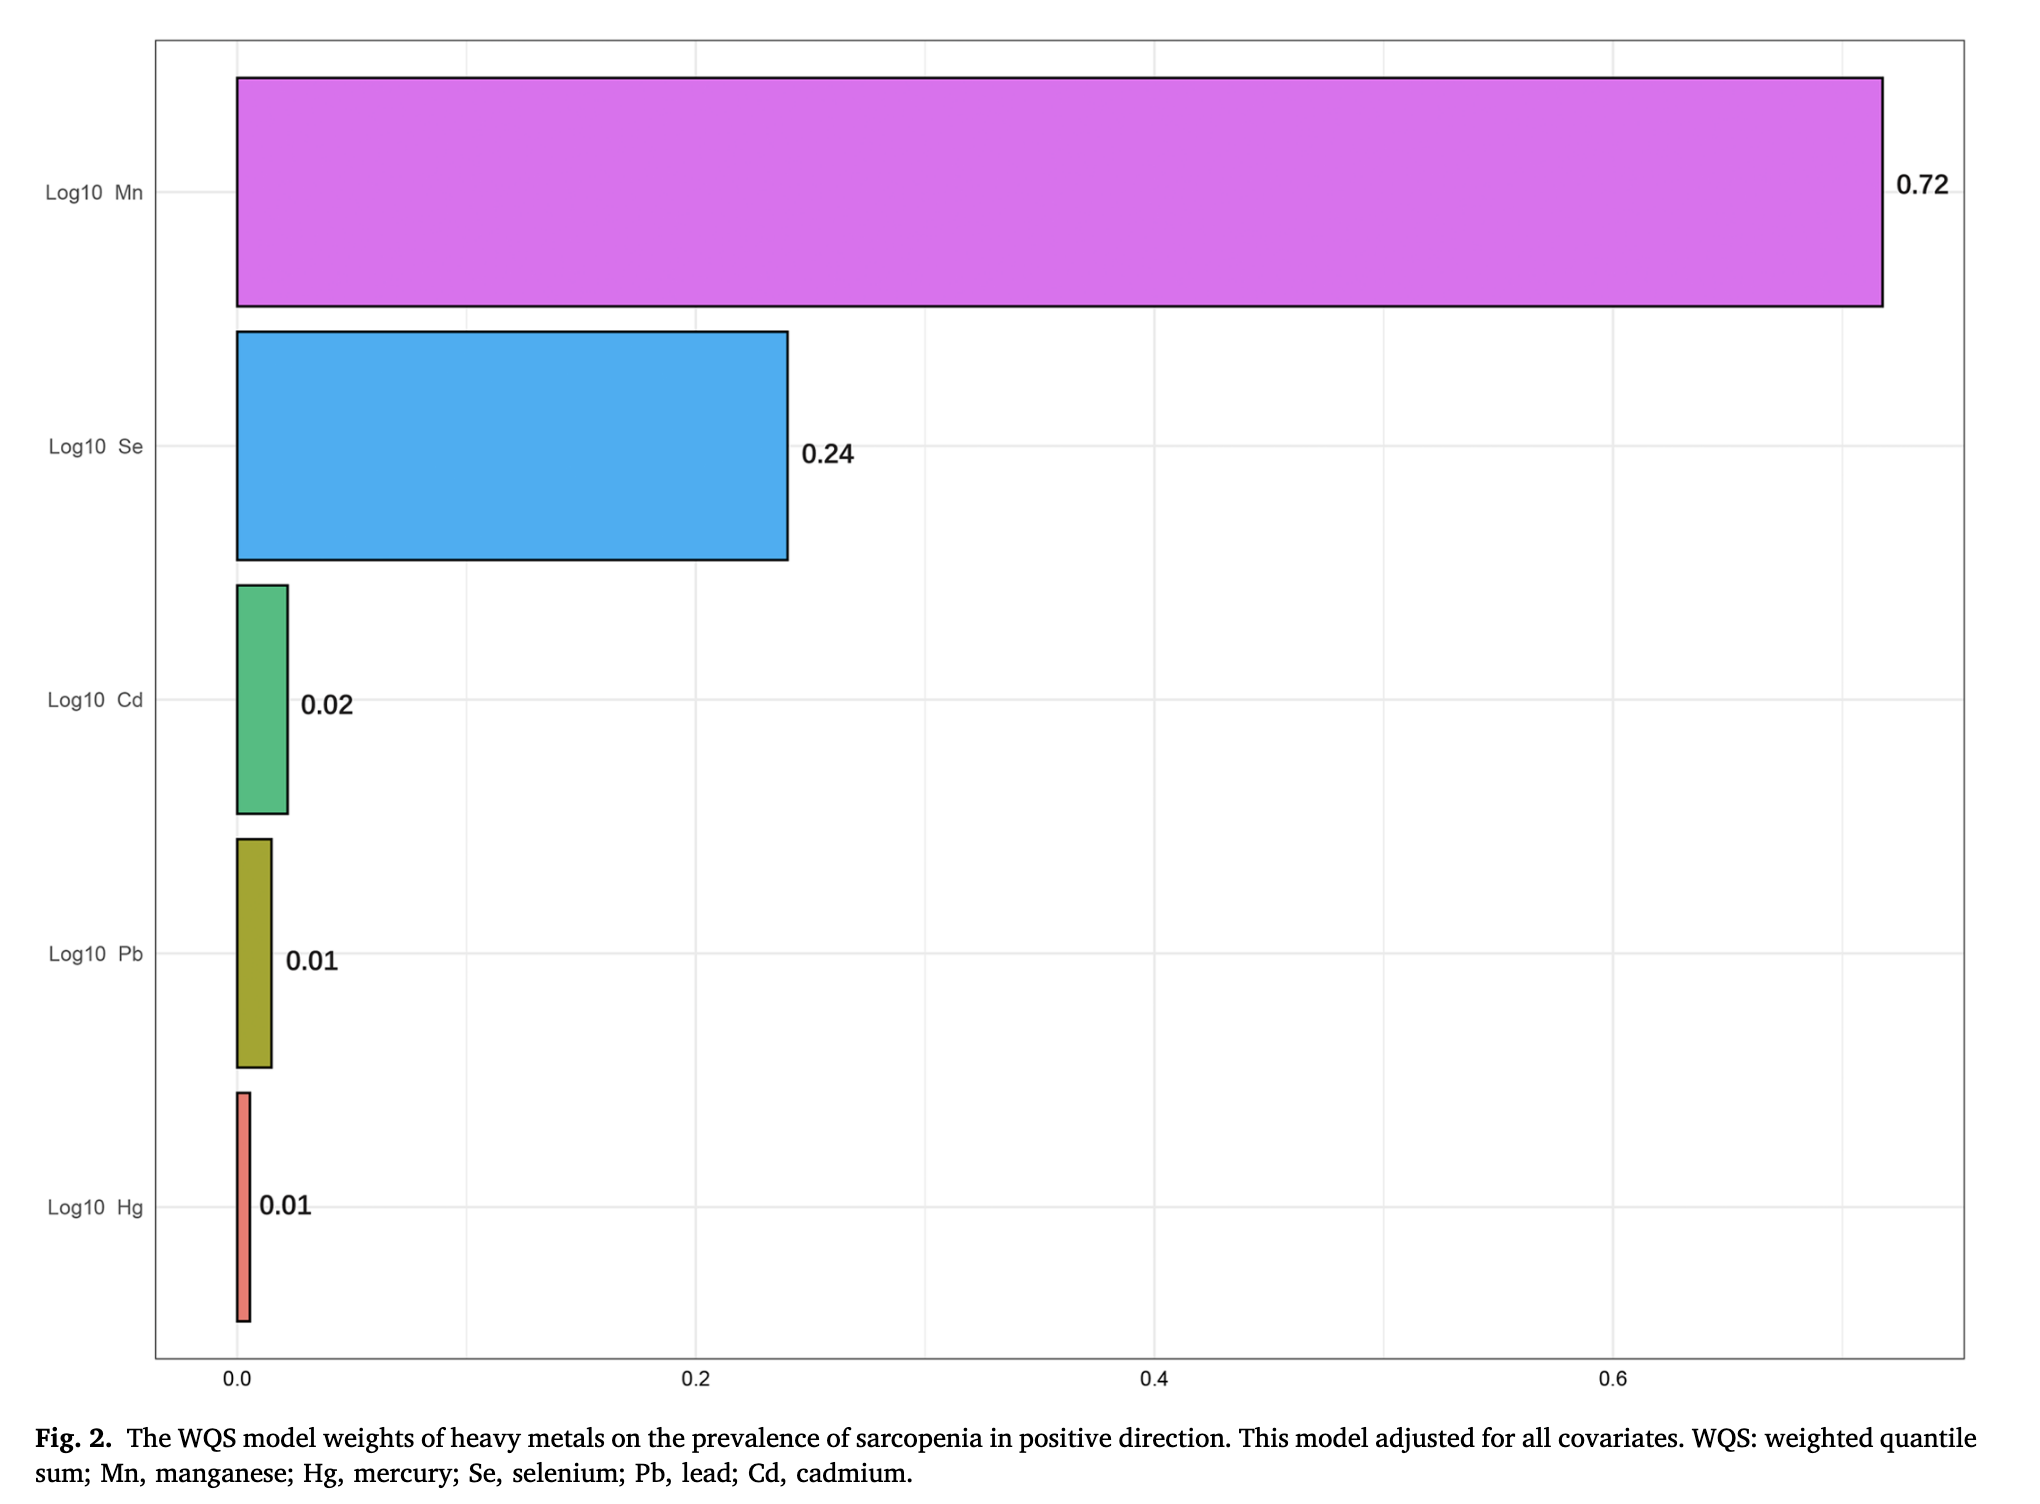 Log10 Mn
0.72
Log10 Se
0.24
Log10 Cd
0.02
Log10 Pb
0.01
Log10 Hg
0.01
0.0 0.2 0.4 0.6
Fig. 2. The WQS model weights of heavy metals on the prevalence of sarcopenia in positive direction. This model adjusted for all covariates. WQS: weighted quantile
sum; Mn, manganese; Hg, mercury; Se, selenium; Pb, lead; Cd, cadmium.